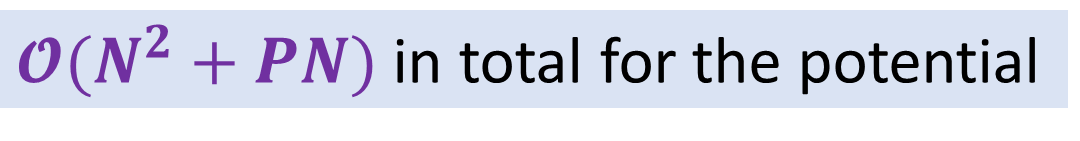 𝒪(N² + PN) in total for the potential